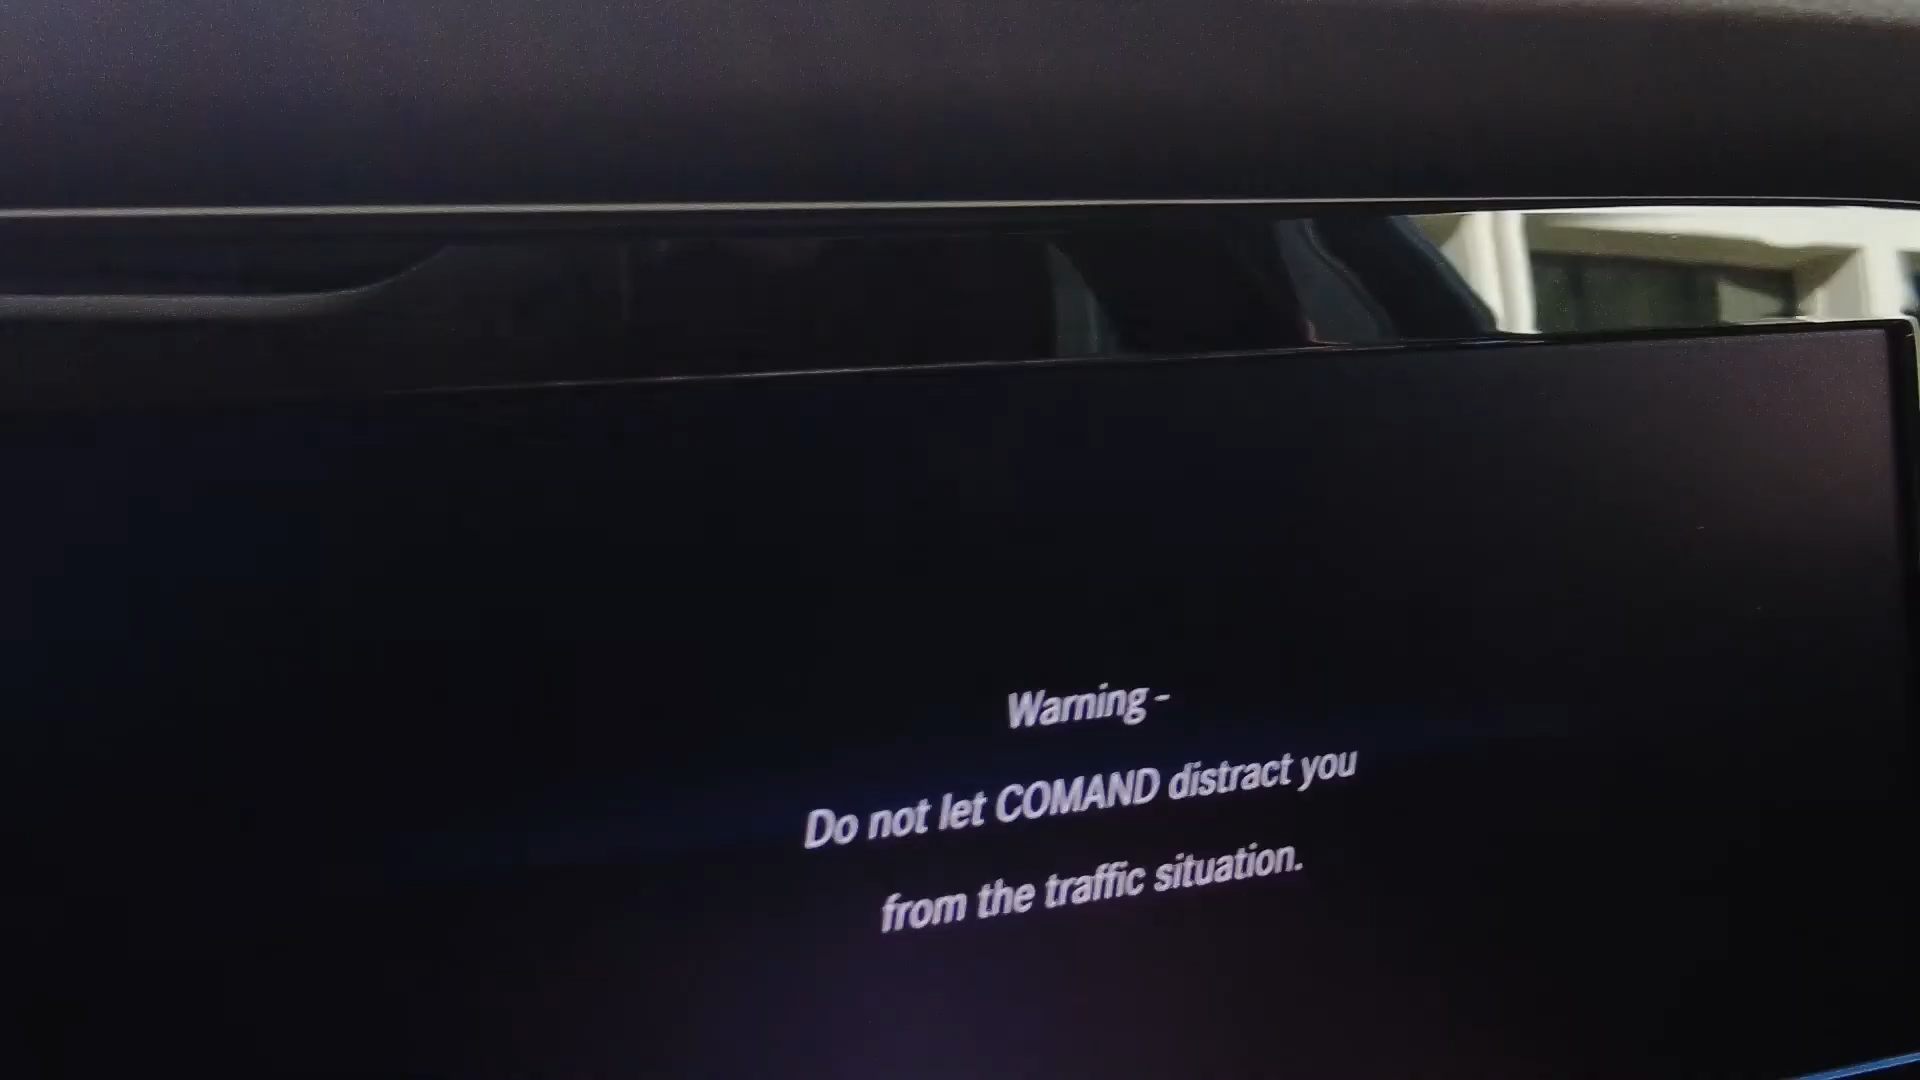 Warning -
Do not let COMAND distract you
from the traffic situation.